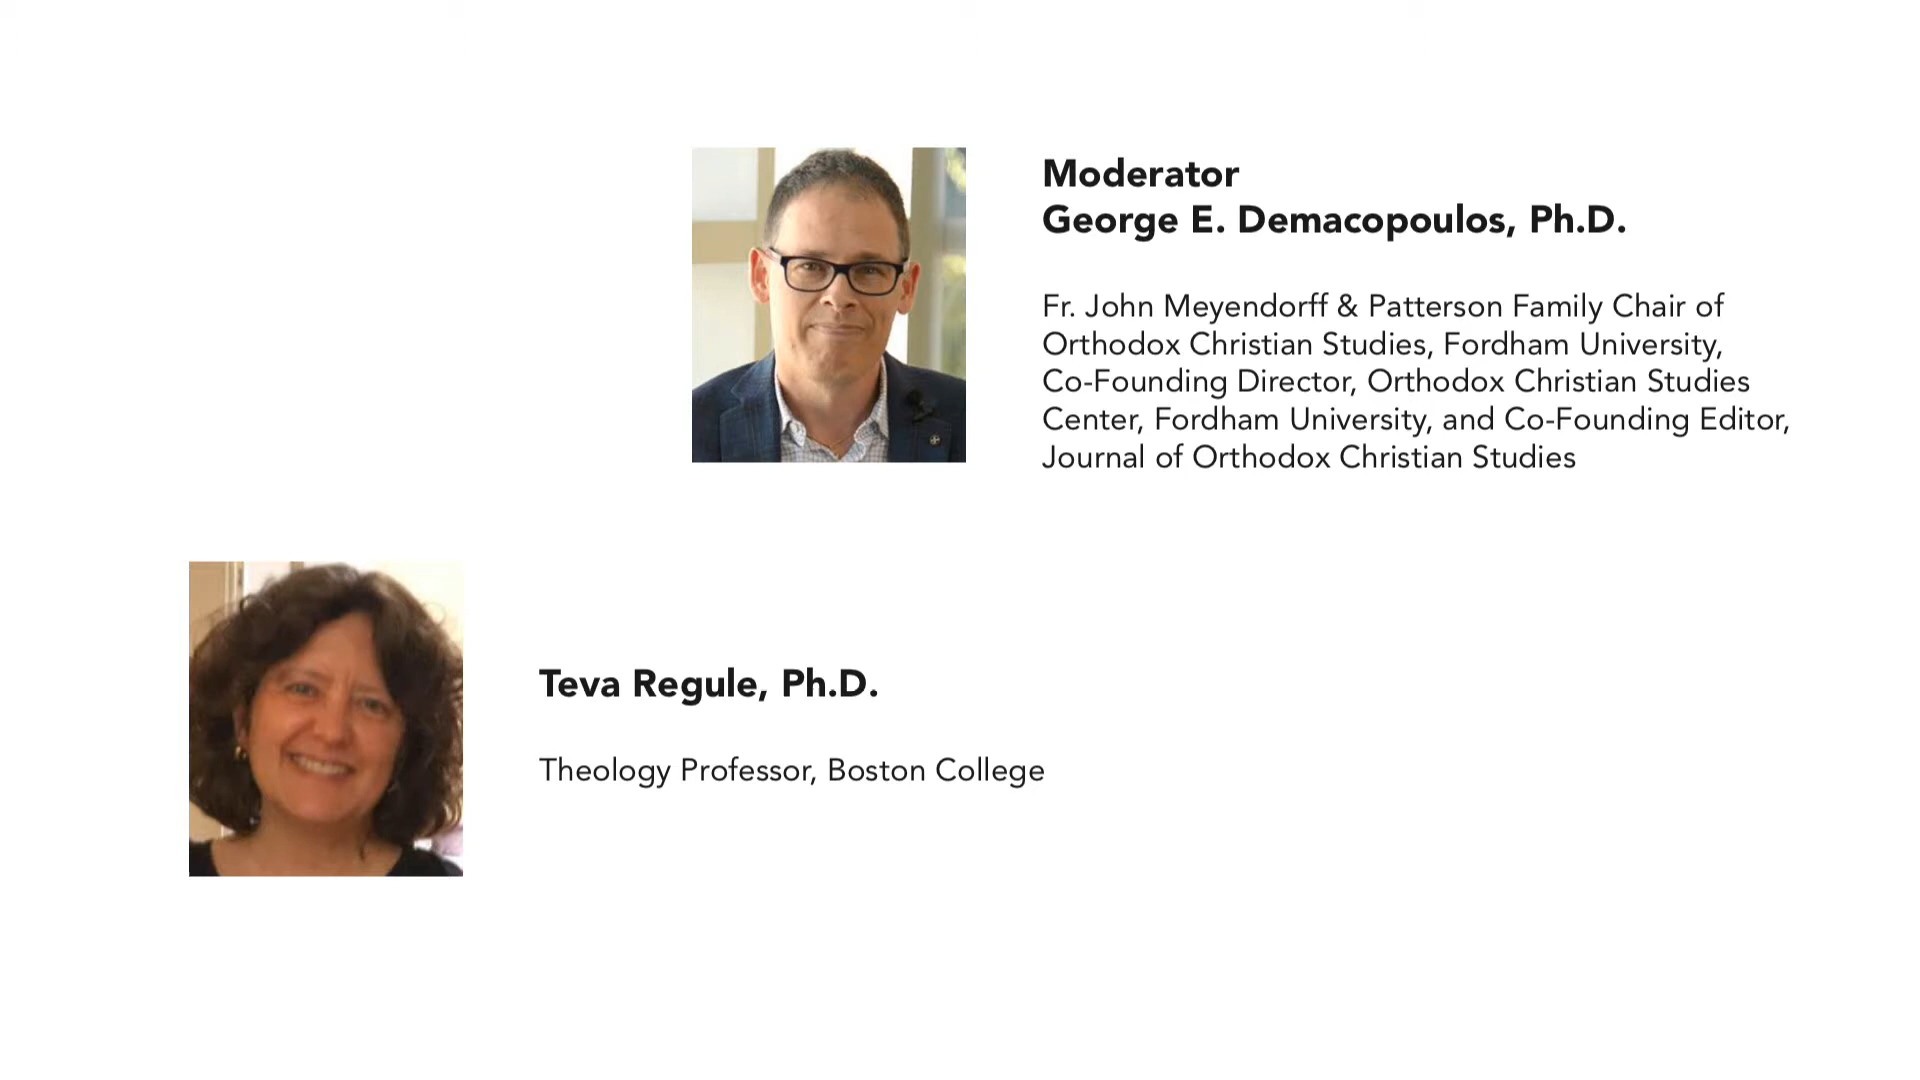 Moderator
George E. Demacopoulos, Ph.D.
Fr. John Meyendorff & Patterson Family Chair of
Orthodox Christian Studies, Fordham University,
Co-Founding Director, Orthodox Christian Studies
Center, Fordham University, and Co-Founding Editor,
Journal of Orthodox Christian Studies
Teva Regule, Ph.D.
Theology Professor, Boston College